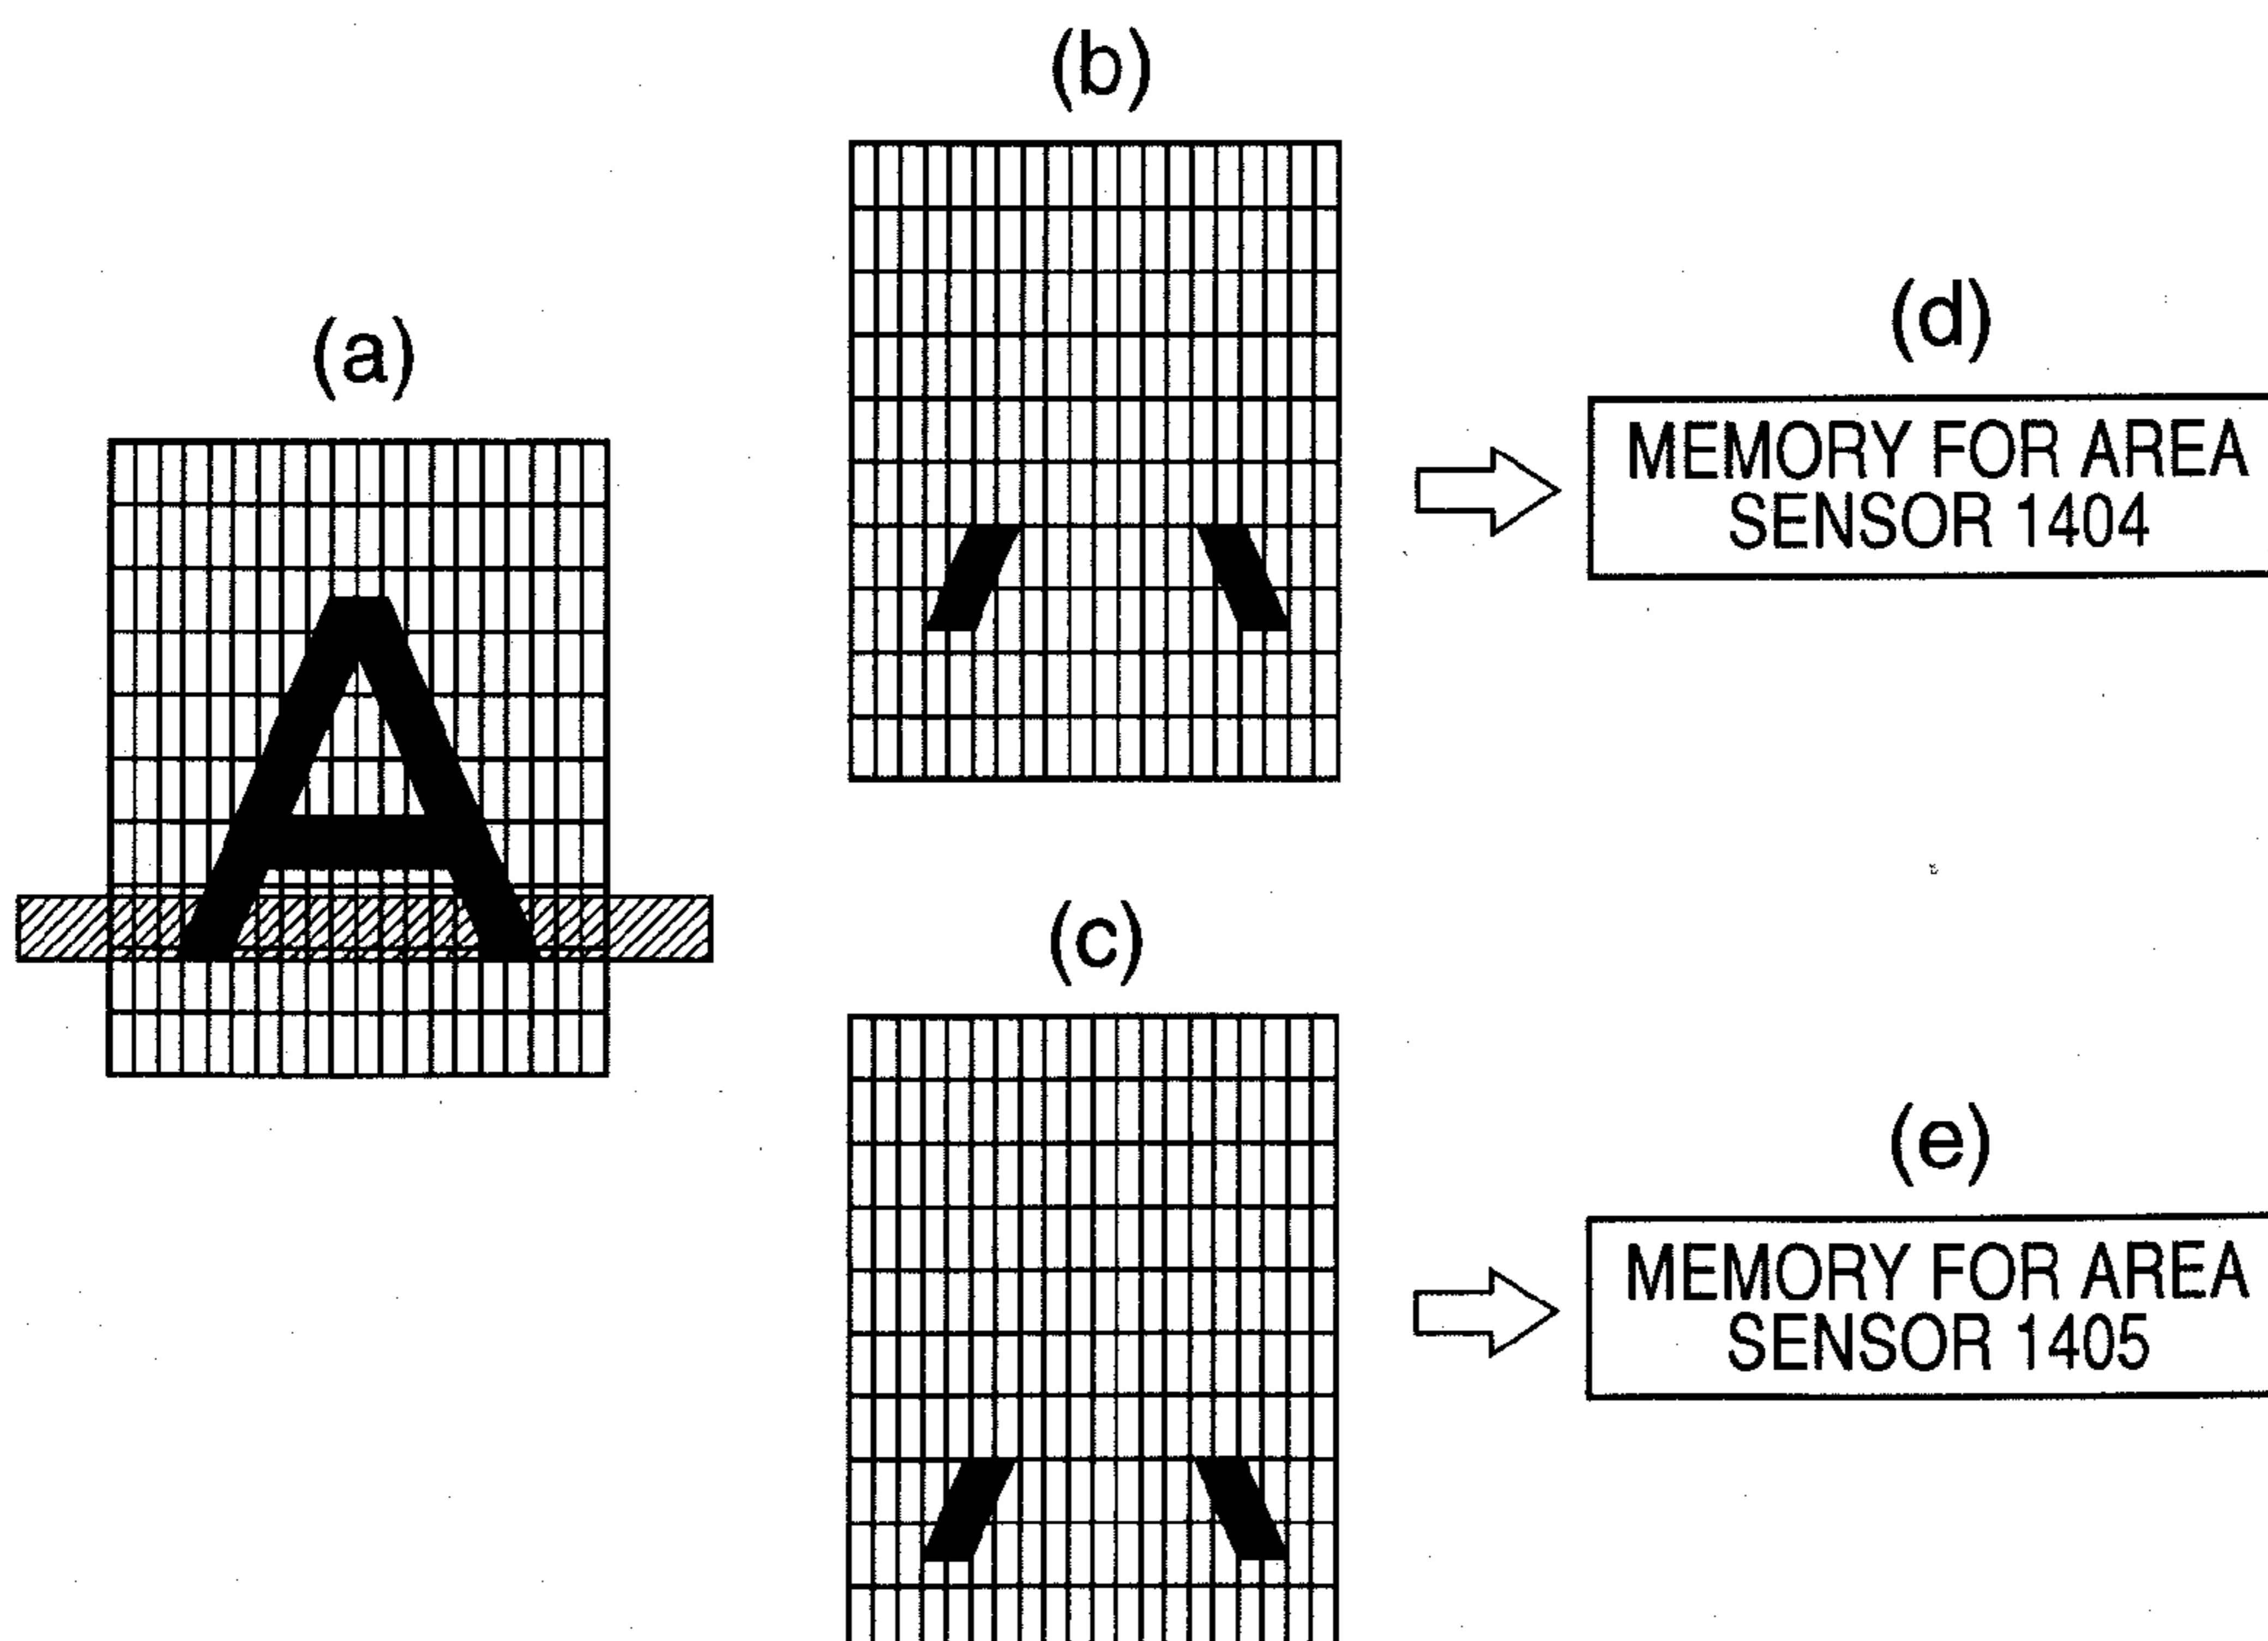 (b)
(d)
(a)
MEMORY FOR AREA
SENSOR 1404
A
(c)
(e)
MEMORY FOR AREA
SENSOR 1405